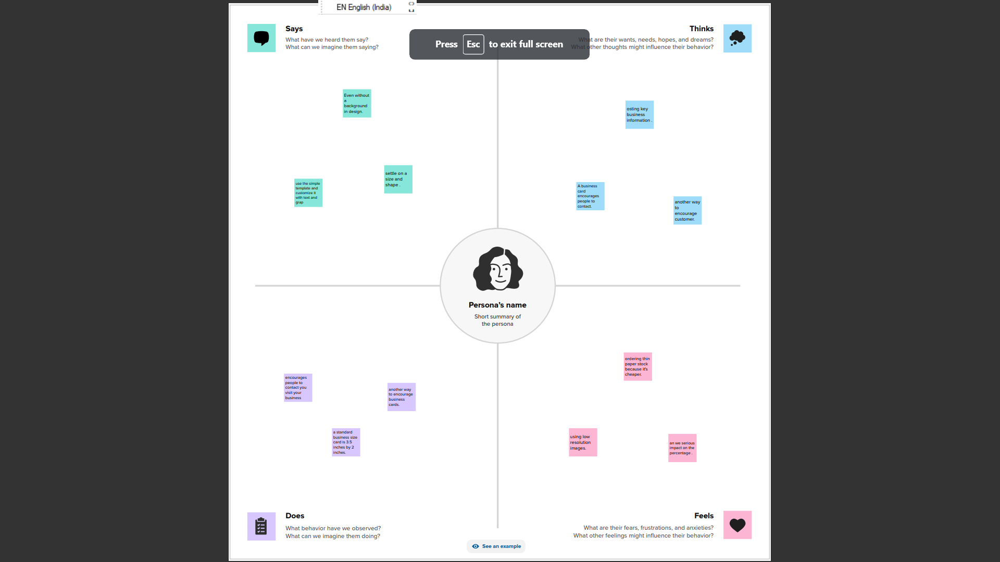 EN English (India)
Says
What have we heard them say?
What can we imagine them saying?
Press Esc to exit full screen
Thinks
What are their wants, needs, hopes, and dreams?
What other thoughts might influence their behavior?
Even without
a
background
in design.
use the simple
template and
customize it
with text and
grap
settle on a
size and
shape .
osting key
business
information .
A business
card
encourages
people to
contact.
another way
to
encourage
customer.
Persona's name
Short summary of
the persona
encourages
people to
contact you
visit your
business
another way
to encourage
business
cards.
a standard
business size
card is 3.5
inches by 2
inches.
ordering thin
paper stock
because it's
cheaper.
using low
resolution
images.
an we serious
impact on the
percentage .
Does
What behavior have we observed?
What can we imagine them doing?
Feels
What are their fears, frustrations, and anxieties?
What other feelings might influence their behavior?
See an example